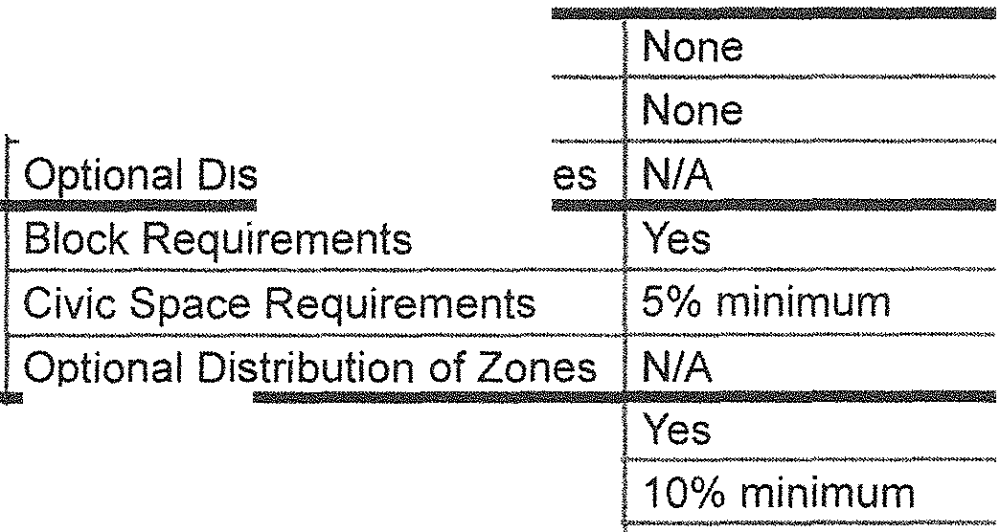 None
None
Optional Dis es N/A
Block Requirements Yes
Civic Space Requirements 5% minimum
Optional Distribution of Zones N/A
Yes
10% minimum